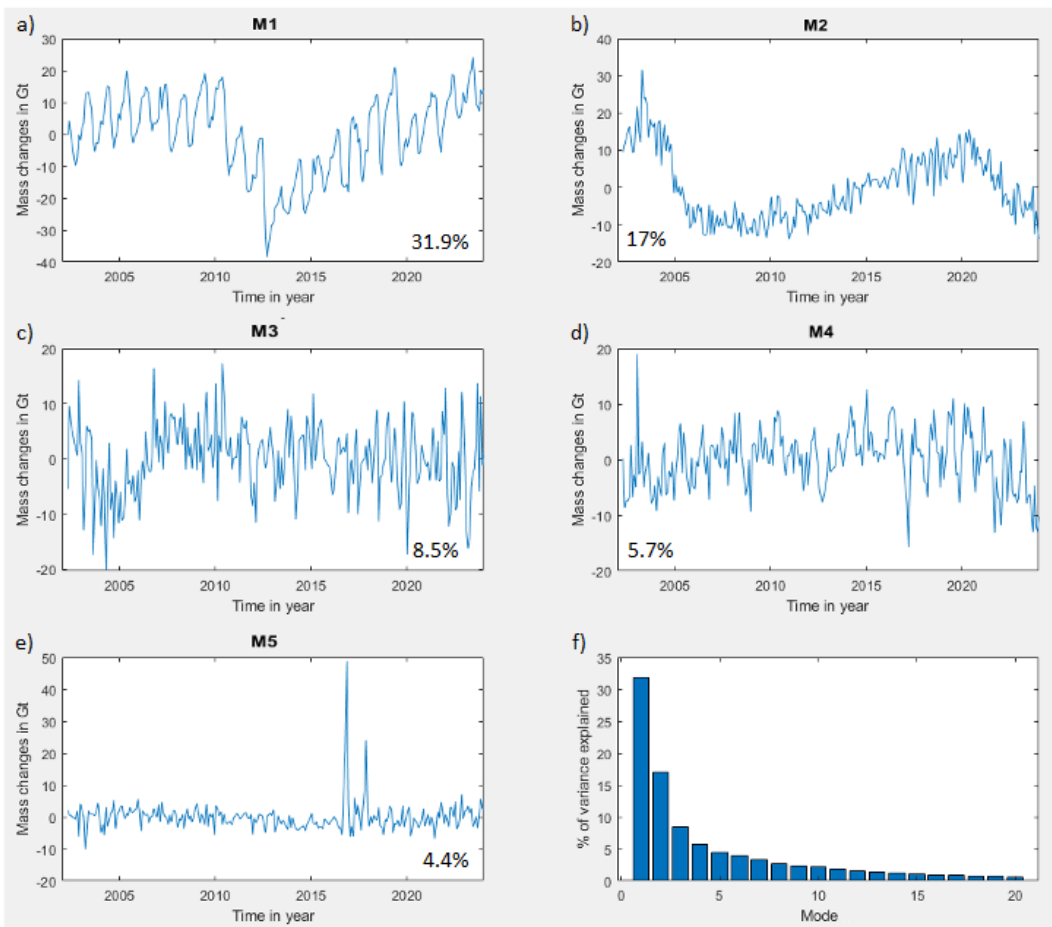 a)
M1
30
20
10
0
-10
-20
-30
-40
Mass changes in Gt
31.9%
2005 2010 2015 2020
Time in year
b)
M2
40
30
20
10
0
-10
-20
Mass changes in Gt
17%
2005 2010 2015 2020
Time in year
c)
M3
20
10
0
-10
-20
Mass changes in Gt
8.5%
2005 2010 2015 2020
Time in year
d)
M4
20
10
0
-10
-20
Mass changes in Gt
5.7%
2005 2010 2015 2020
Time in year
e)
M5
50
40
30
20
10
0
-10
-20
Mass changes in Gt
4.4%
2005 2010 2015 2020
Time in year
f)
35
30
25
20
15
10
5
0
% of variance explained
0 5 10 15 20
Mode